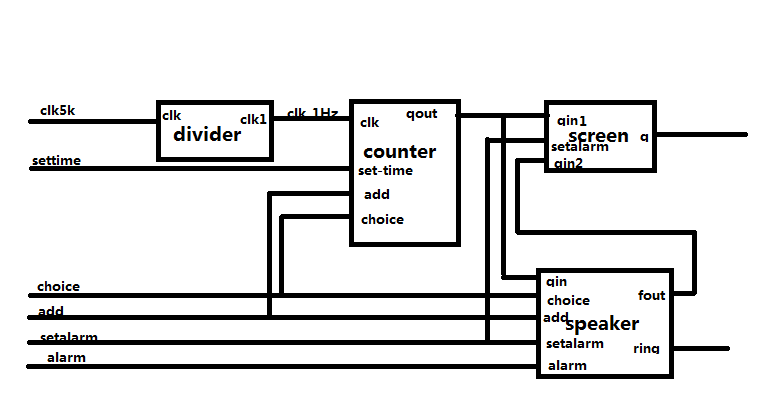 clk5k
clk
clk1
divider
clk_1Hz
clk
qout
counter
settime
set-time
add
choice
qin1
screen
q
setalarm
qin2
choice
add
setalarm
alarm
qin
choice
fout
add
speaker
setalarm
ring
alarm